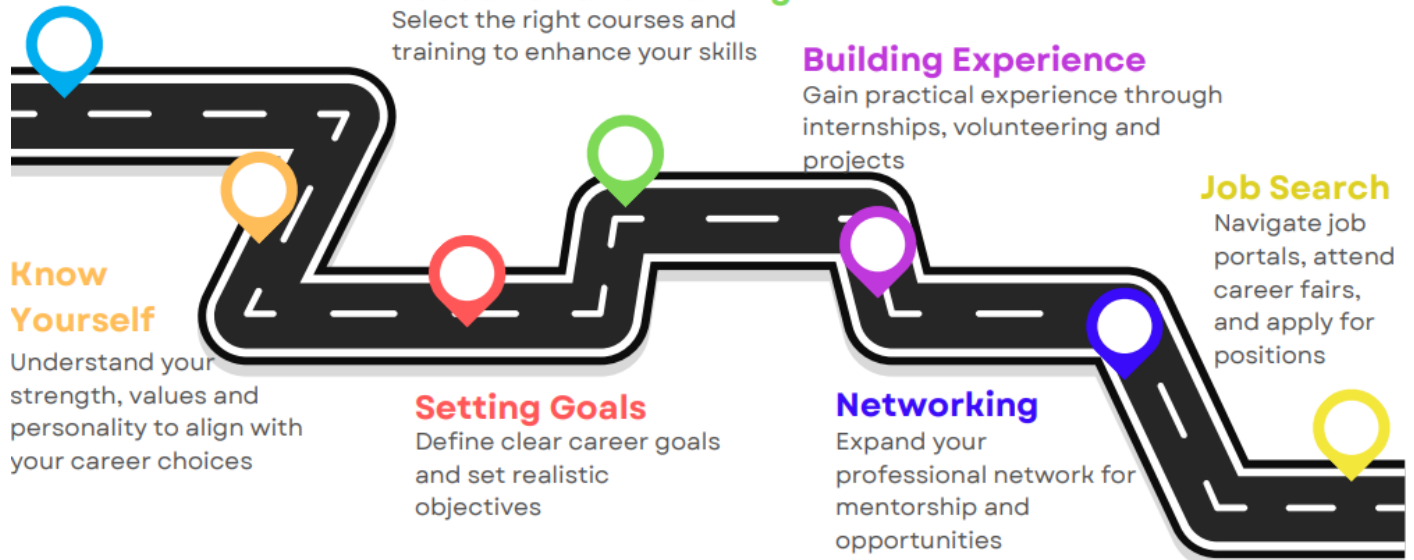 Select the right courses and
training to enhance your skills
Building Experience
Gain practical experience through
internships, volunteering and
projects
Job Search
Navigate job
portals, attend
career fairs,
and apply for
positions
Know
Yourself
Understand your
strength, values and
personality to align with
your career choices
Setting Goals
Define clear career goals
and set realistic
objectives
Networking
Expand your
professional network for
mentorship and
opportunities